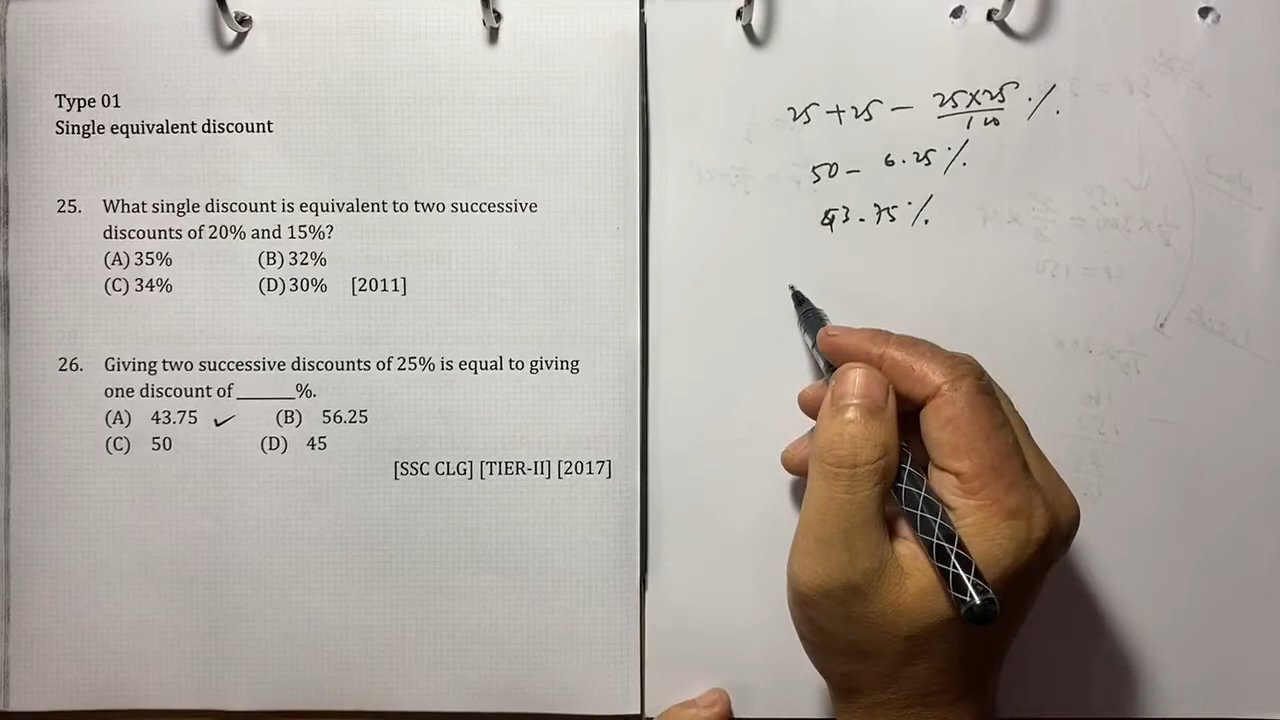 Type 01
Single equivalent discount
25. What single discount is equivalent to two successive
discounts of 20% and 15%?
(A) 35% (B) 32%
(C) 34% (D) 30% [2011]
26. Giving two successive discounts of 25% is equal to giving
one discount of ______%.
(A) 43.75 ✓ (B) 56.25
(C) 50 (D) 45
[SSC CLG] [TIER-II] [2017]
25 + 25 - 25×25/100 %
50 - 6.25%
43.75%